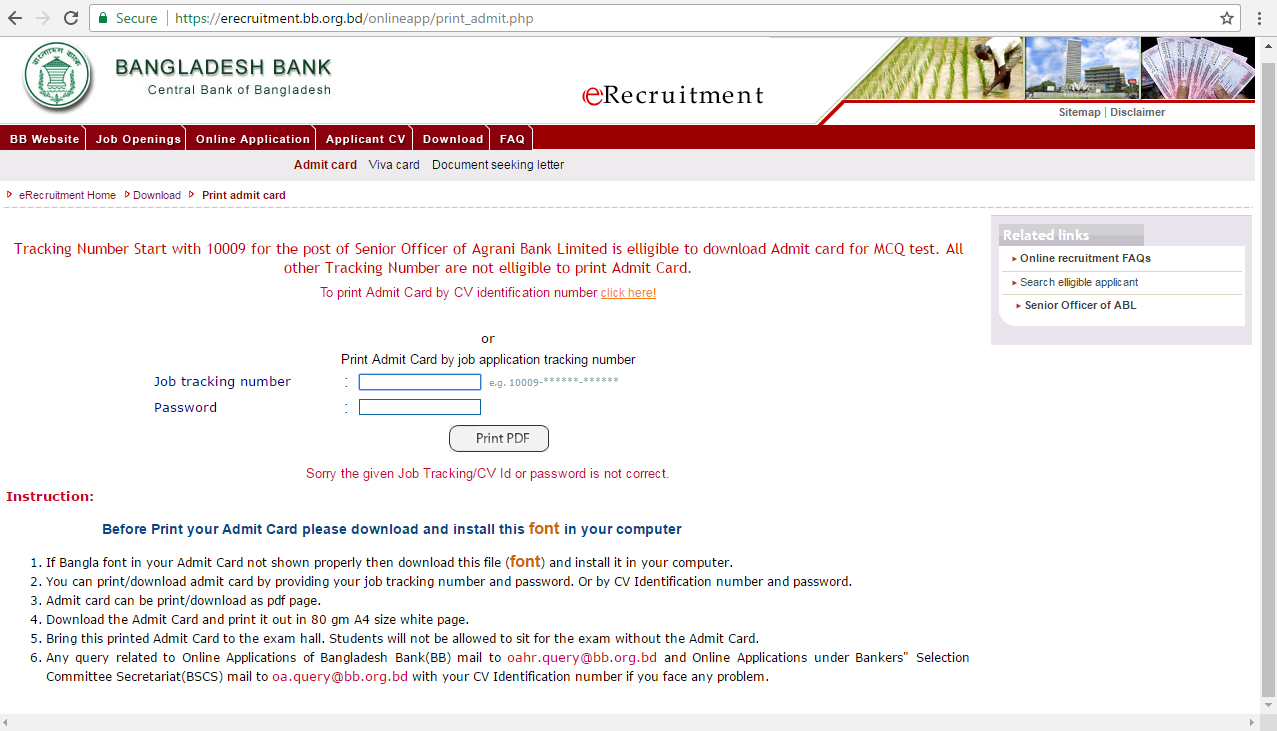 Secure | https://erecruitment.bb.org.bd/onlineapp/print_admit.php
BANGLADESH BANK
Central Bank of Bangladesh
eRecruitment
Sitemap | Disclaimer
BB Website Job Openings Online Application Applicant CV Download FAQ
Admit card Viva card Document seeking letter
eRecruitment Home Download Print admit card
Tracking Number Start with 10009 for the post of Senior Officer of Agrani Bank Limited is elligible to download Admit card for MCQ test. All
other Tracking Number are not elligible to print Admit Card.
To print Admit Card by CV identification number click here!
or
Print Admit Card by job application tracking number
Job tracking number : e.g. 10009-******-******
Password :
Print PDF
Sorry the given Job Tracking/CV Id or password is not correct.
Instruction:
Before Print your Admit Card please download and install this font in your computer
1. If Bangla font in your Admit Card not shown properly then download this file (font) and install it in your computer.
2. You can print/download admit card by providing your job tracking number and password. Or by CV Identification number and password.
3. Admit card can be print/download as pdf page.
4. Download the Admit Card and print it out in 80 gm A4 size white page.
5. Bring this printed Admit Card to the exam hall. Students will not be allowed to sit for the exam without the Admit Card.
6. Any query related to Online Applications of Bangladesh Bank(BB) mail to oahr.query@bb.org.bd and Online Applications under Bankers" Selection
Committee Secretariat(BSCS) mail to oa.query@bb.org.bd with your CV Identification number if you face any problem.
Related links
Online recruitment FAQs
Search elligible applicant
Senior Officer of ABL